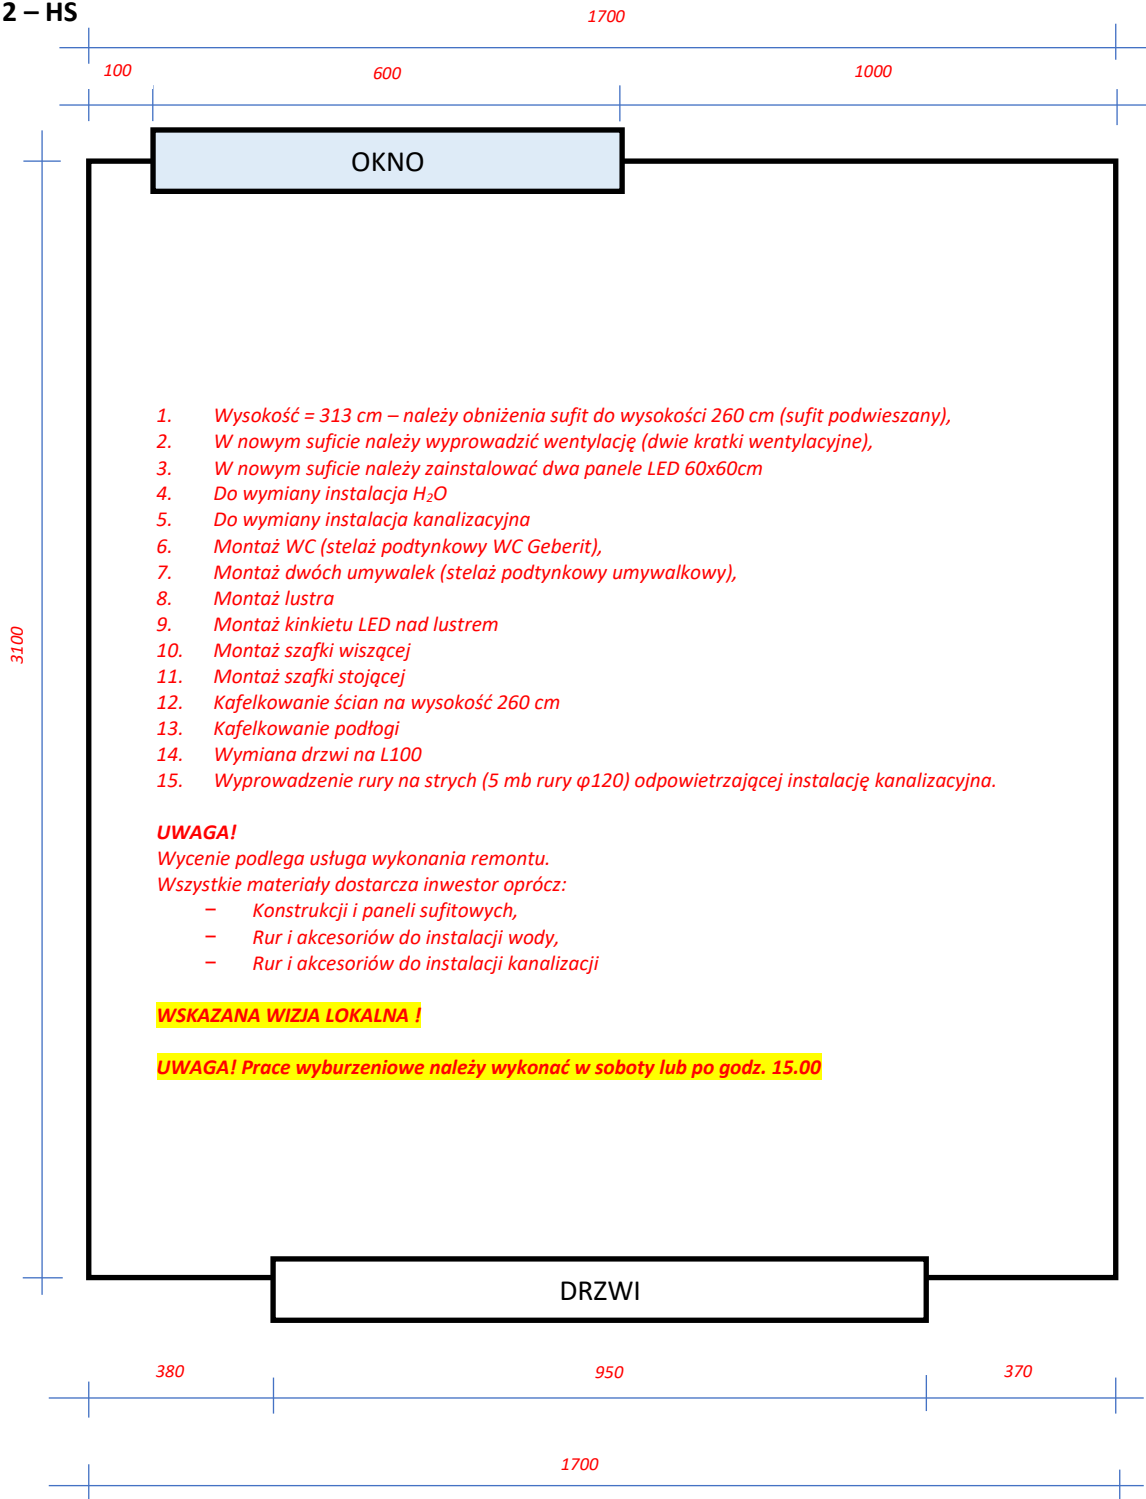 2 – HS
1700
100 600 1000
OKNO
1. Wysokość = 313 cm – należy obniżenia sufit do wysokości 260 cm (sufit podwieszany),
2. W nowym suficie należy wyprowadzić wentylację (dwie kratki wentylacyjne),
3. W nowym suficie należy zainstalować dwa panele LED 60x60cm
4. Do wymiany instalacja H₂O
5. Do wymiany instalacja kanalizacyjna
6. Montaż WC (stelaż podtynkowy WC Geberit),
7. Montaż dwóch umywalek (stelaż podtynkowy umywalkowy),
8. Montaż lustra
9. Montaż kinkietu LED nad lustrem
10. Montaż szafki wiszącej
11. Montaż szafki stojącej
12. Kafelkowanie ścian na wysokość 260 cm
13. Kafelkowanie podłogi
14. Wymiana drzwi na L100
15. Wyprowadzenie rury na strych (5 mb rury φ120) odpowietrzającej instalację kanalizacyjna.
3100
UWAGA!
Wycenie podlega usługa wykonania remontu.
Wszystkie materiały dostarcza inwestor oprócz:
− Konstrukcji i paneli sufitowych,
− Rur i akcesoriów do instalacji wody,
− Rur i akcesoriów do instalacji kanalizacji
WSKAZANA WIZJA LOKALNA !
UWAGA! Prace wyburzeniowe należy wykonać w soboty lub po godz. 15.00
DRZWI
380 950 370
1700